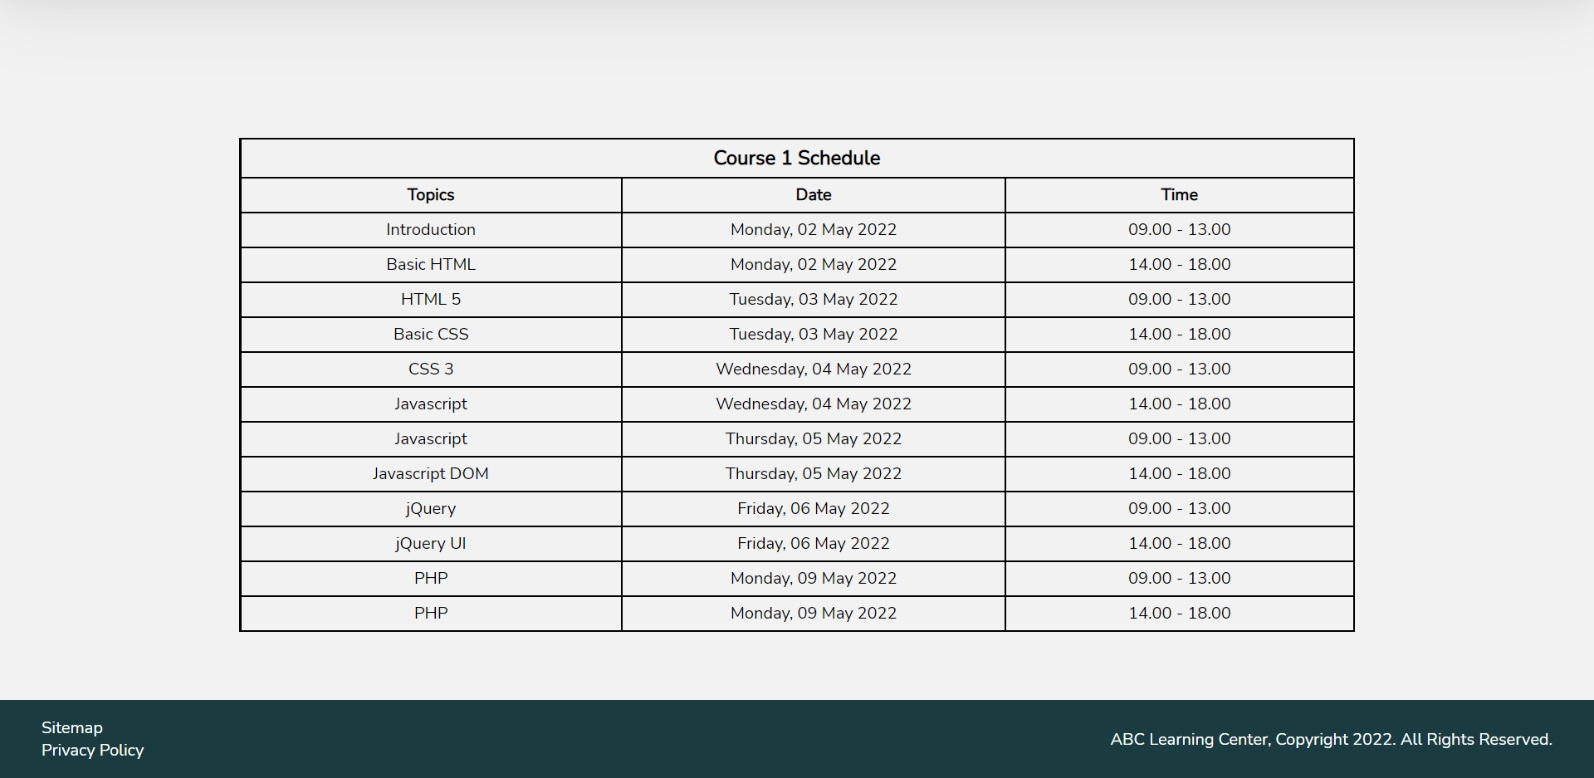 Course 1 Schedule
Topics Date Time
Introduction Monday, 02 May 2022 09.00 - 13.00
Basic HTML Monday, 02 May 2022 14.00 - 18.00
HTML 5 Tuesday, 03 May 2022 09.00 - 13.00
Basic CSS Tuesday, 03 May 2022 14.00 - 18.00
CSS 3 Wednesday, 04 May 2022 09.00 - 13.00
Javascript Wednesday, 04 May 2022 14.00 - 18.00
Javascript Thursday, 05 May 2022 09.00 - 13.00
Javascript DOM Thursday, 05 May 2022 14.00 - 18.00
jQuery Friday, 06 May 2022 09.00 - 13.00
jQuery UI Friday, 06 May 2022 14.00 - 18.00
PHP Monday, 09 May 2022 09.00 - 13.00
PHP Monday, 09 May 2022 14.00 - 18.00
Sitemap
Privacy Policy
ABC Learning Center, Copyright 2022. All Rights Reserved.